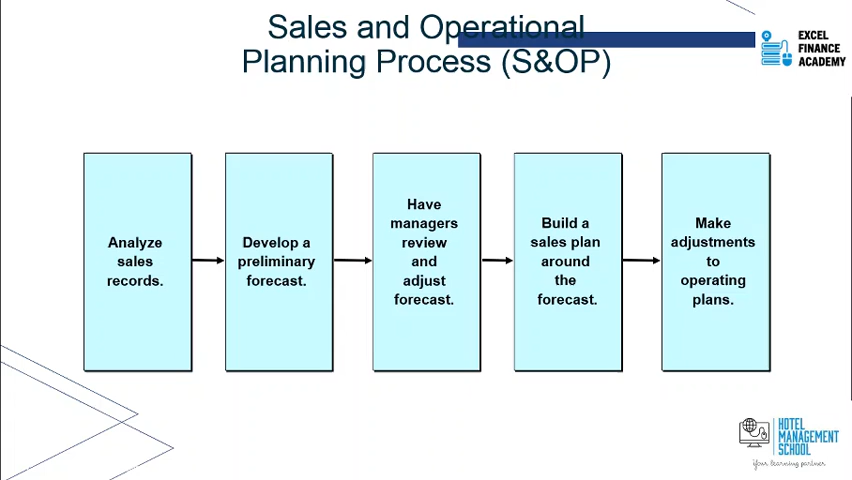 Sales and Operational
Planning Process (S&OP)
EXCEL
FINANCE
ACADEMY
Analyze
sales
records.
Develop a
preliminary
forecast.
Have
managers
review
and
adjust
forecast.
Build a
sales plan
around
the
forecast.
Make
adjustments
to
operating
plans.
HOTEL
MANAGEMENT
SCHOOL
Your learning partner